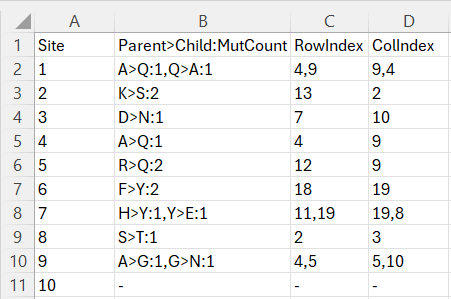 A B C D
1 Site Parent>Child:MutCount RowIndex ColIndex
2 1 A>Q:1,Q>A:1 4,9 9,4
3 2 K>S:2 13 2
4 3 D>N:1 7 10
5 4 A>Q:1 4 9
6 5 R>Q:2 12 9
7 6 F>Y:2 18 19
8 7 H>Y:1,Y>E:1 11,19 19,8
9 8 S>T:1 2 3
10 9 A>G:1,G>N:1 4,5 5,10
11 10 - - -